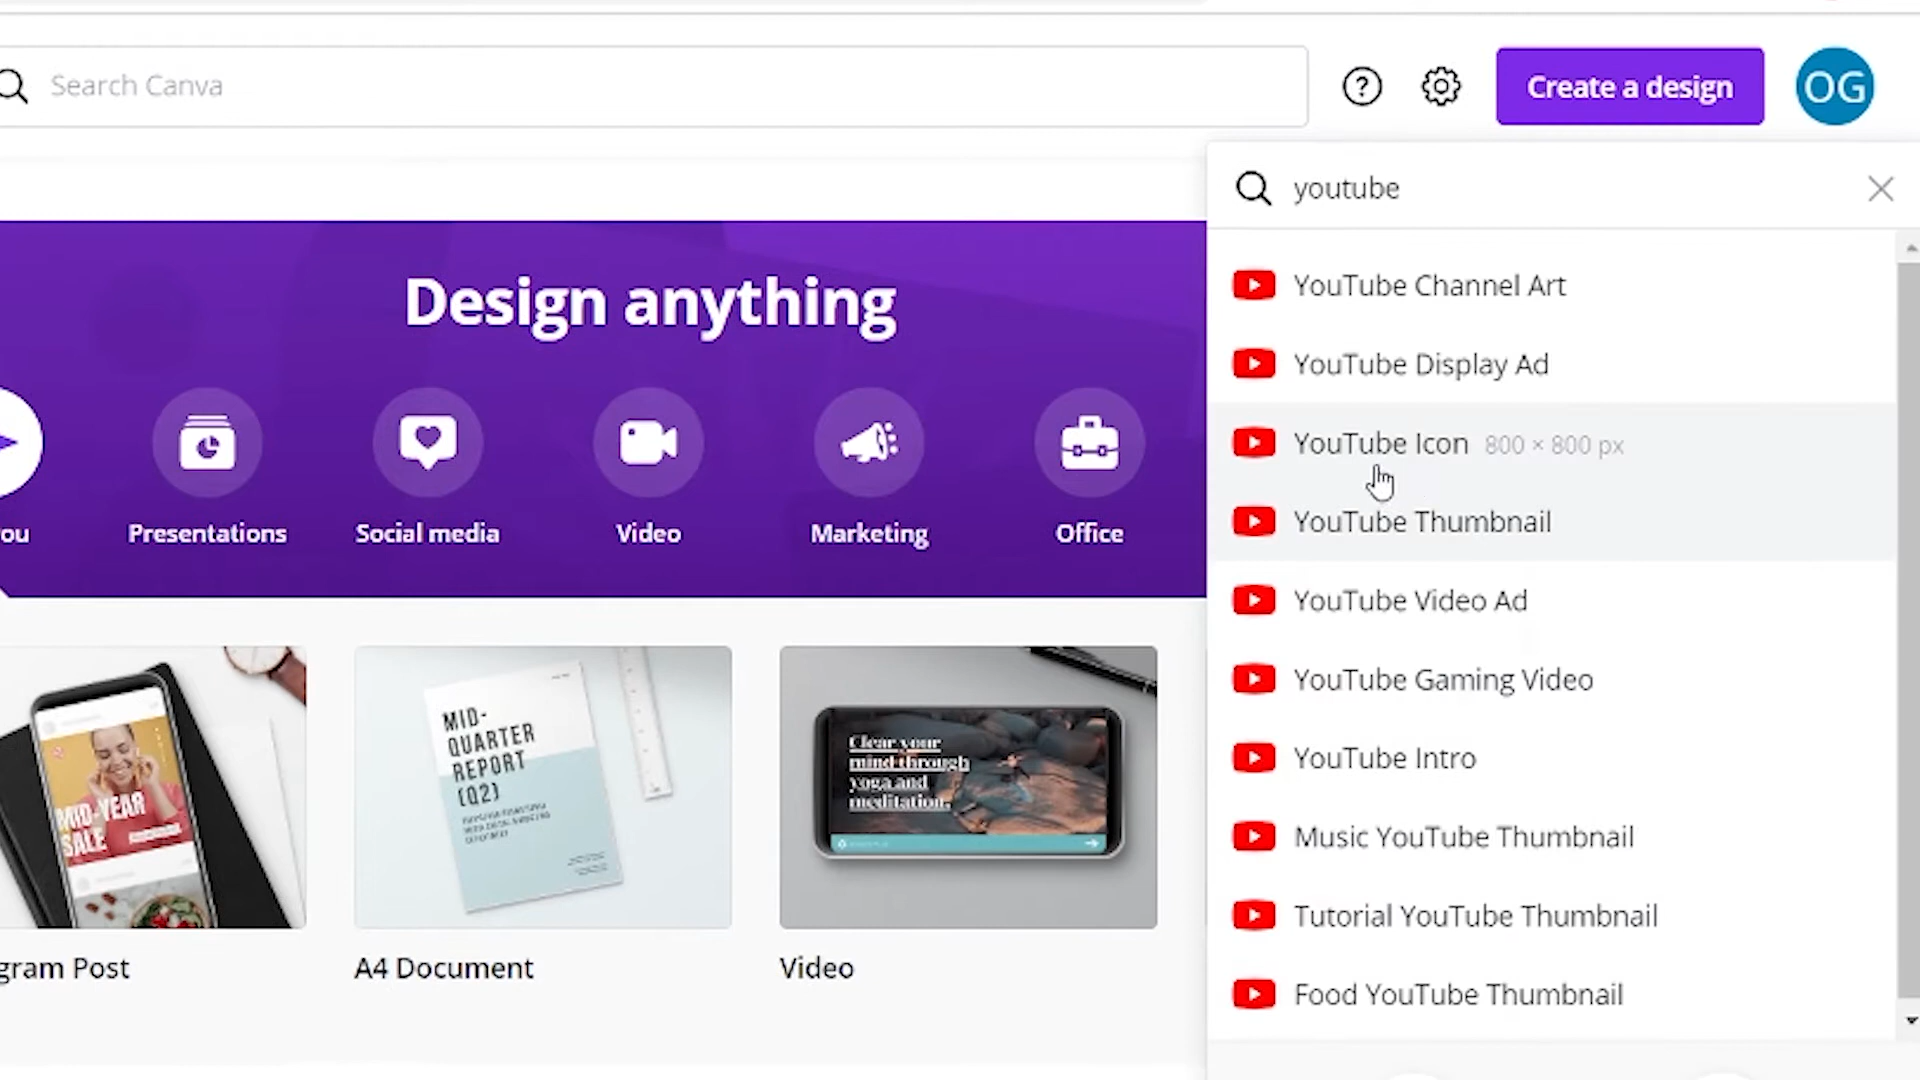 Search Canva
Create a design
OG
youtube
YouTube Channel Art
YouTube Display Ad
YouTube Icon 800 × 800 px
YouTube Thumbnail
YouTube Video Ad
YouTube Gaming Video
YouTube Intro
Music YouTube Thumbnail
Tutorial YouTube Thumbnail
Food YouTube Thumbnail
Design anything
ou
Presentations
Social media
Video
Marketing
Office
MID-YEAR
SALE
MID-
QUARTER
REPORT
(Q2)
Clear your
mind through
yoga and
meditation.
gram Post
A4 Document
Video